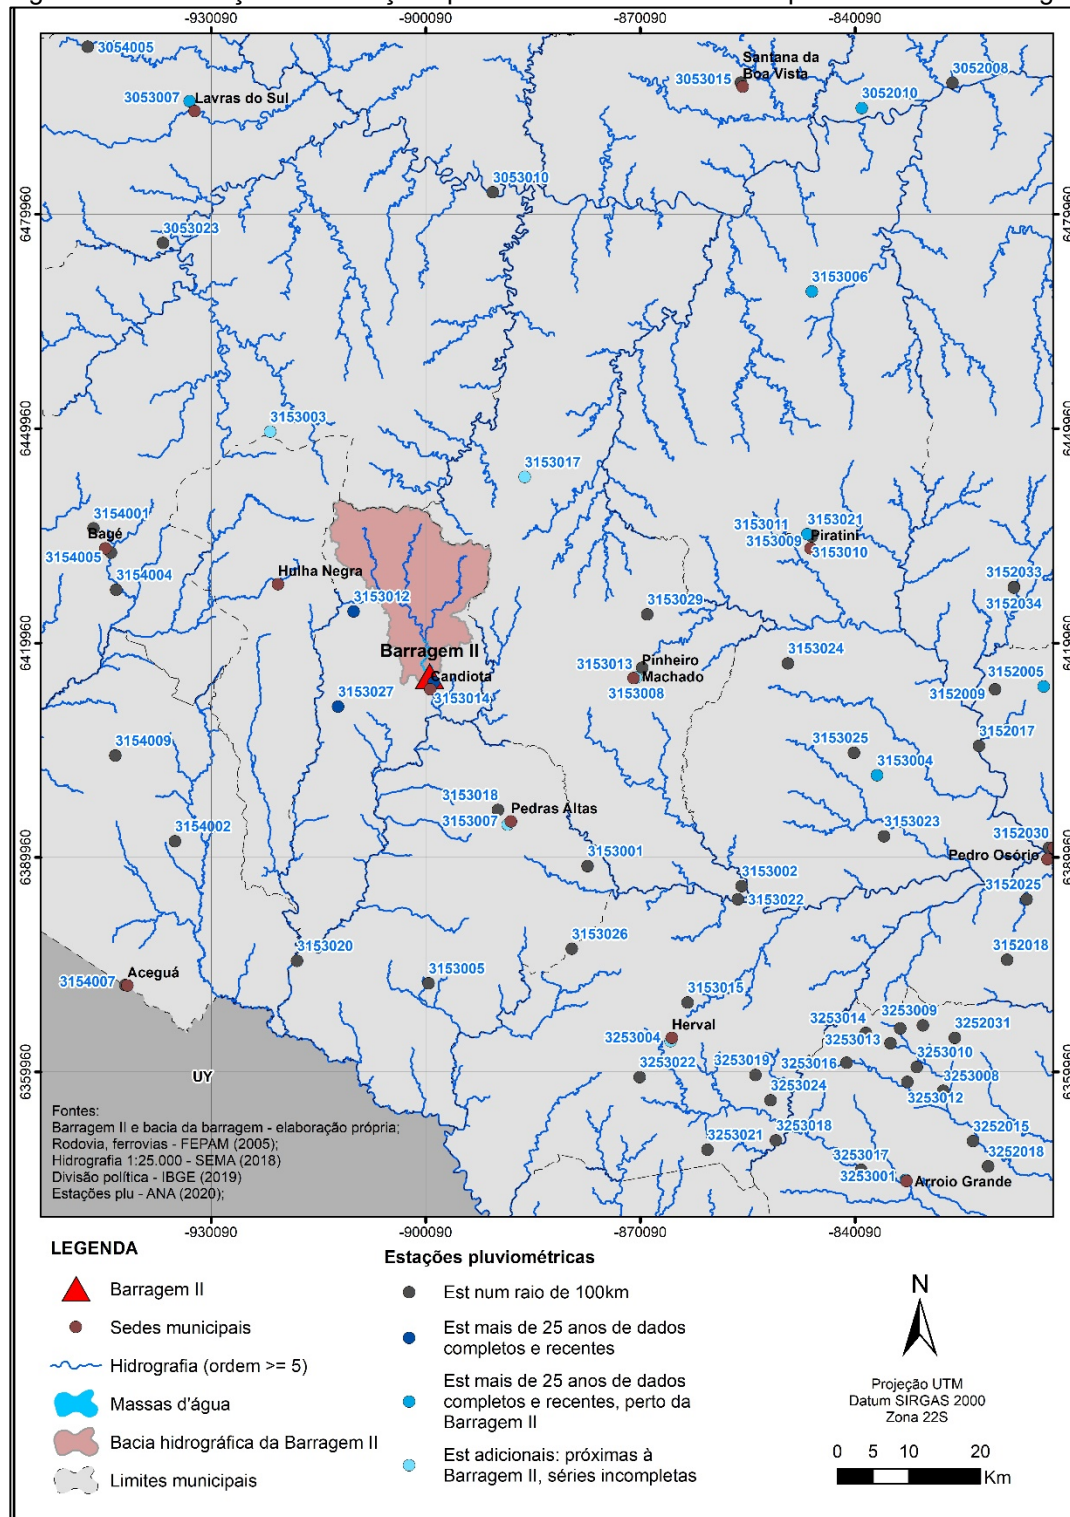 -930090 -900090 -870090 -840090
3054005
Santana da
Boa Vista
3053015
3052008
3053007
Lavras do Sul
3052010
3053010
6479960
6479960
3053023
3153006
6449960
6449960
3153003
3153017
3154001
Bagé
3154005
3154004
3153011
3153021
3153009
Piratini
3153010
Hulha Negra
3153012
3152033
3152034
3153029
6419960
6419960
Barragem II
Candiota
3153014
3153027
3153013
Pinheiro
Machado
3153008
3153024
3152005
3152009
3152017
3154009
3153025
3153004
3153018
Pedras Altas
3153007
3154002
3153023
3153001
3152030
Pedro Osório
6389960
6389960
3153002
3153022
3152025
3153026
3153020
3152018
3154007
Aceguá
3153005
3153015
Herval
3253004
3253014
3253009
3253013
3252031
3253010
3253016
3253019
3253022
3253008
3253012
3253024
6359960
6359960
UY
3253018
3252015
3253021
3253017
3252018
3253001
Arroio Grande
Fontes:
Barragem II e bacia da barragem - elaboração própria;
Rodovia, ferrovias - FEPAM (2005);
Hidrografia 1:25.000 - SEMA (2018)
Divisão política - IBGE (2019)
Estações plu - ANA (2020);
-930090 -900090 -870090 -840090
LEGENDA
Barragem II
Sedes municipais
Hidrografia (ordem >= 5)
Massas d'água
Bacia hidrográfica da Barragem II
Limites municipais
Estações pluviométricas
Est num raio de 100km
Est mais de 25 anos de dados
completos e recentes
Est mais de 25 anos de dados
completos e recentes, perto da
Barragem II
Est adicionais: próximas à
Barragem II, séries incompletas
N
Projeção UTM
Datum SIRGAS 2000
Zona 22S
0 5 10 20
Km